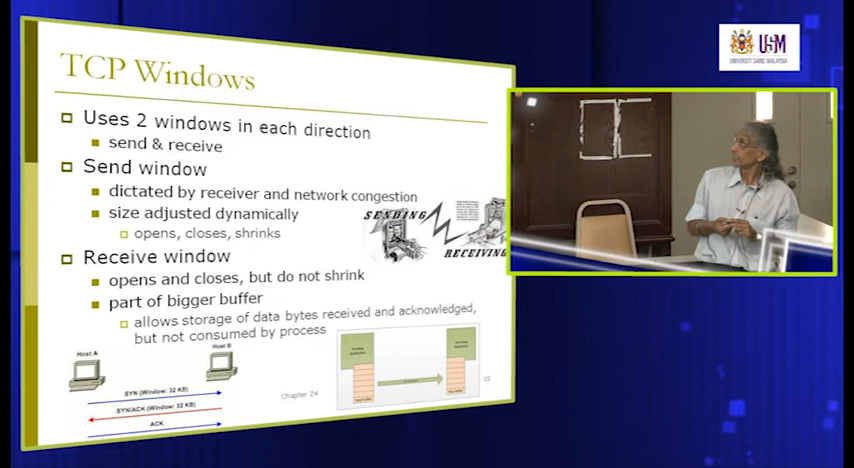 TCP Windows
Uses 2 windows in each direction
send & receive
Send window
dictated by receiver and network congestion
size adjusted dynamically
opens, closes, shrinks
SENDING
RECEIVING
Receive window
opens and closes, but do not shrink
part of bigger buffer
allows storage of data bytes received and acknowledged,
but not consumed by process
Host A
Host B
SYN (Window: 32 KB)
SYN/ACK (Window: 32 KB)
ACK
Chapter 24
USM
UNIVERSITI SAINS MALAYSIA